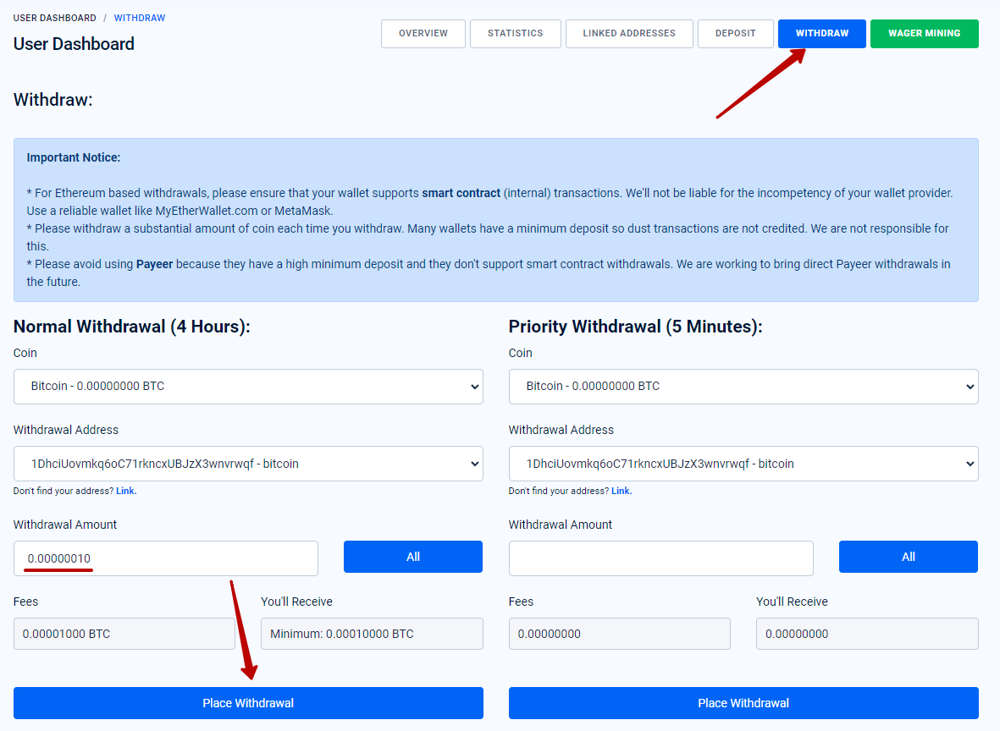 USER DASHBOARD / WITHDRAW
User Dashboard
OVERVIEW
STATISTICS
LINKED ADDRESSES
DEPOSIT
WITHDRAW
WAGER MINING
Withdraw:
Important Notice:
* For Ethereum based withdrawals, please ensure that your wallet supports smart contract (internal) transactions. We'll not be liable for the incompetency of your wallet provider.
Use a reliable wallet like MyEtherWallet.com or MetaMask.
* Please withdraw a substantial amount of coin each time you withdraw. Many wallets have a minimum deposit so dust transactions are not credited. We are not responsible for
this.
* Please avoid using Payeer because they have a high minimum deposit and they don't support smart contract withdrawals. We are working to bring direct Payeer withdrawals in
the future.
Normal Withdrawal (4 Hours):
Coin
Bitcoin - 0.00000000 BTC
Withdrawal Address
1DhciUovmkq6oC71rkncxUBJzX3wnvrwqf - bitcoin
Don't find your address? Link.
Withdrawal Amount
0.00000010
All
Fees
You'll Receive
0.00001000 BTC
Minimum: 0.00010000 BTC
Place Withdrawal
Priority Withdrawal (5 Minutes):
Coin
Bitcoin - 0.00000000 BTC
Withdrawal Address
1DhciUovmkq6oC71rkncxUBJzX3wnvrwqf - bitcoin
Don't find your address? Link.
Withdrawal Amount
All
Fees
You'll Receive
0.00000000
0.00000000
Place Withdrawal